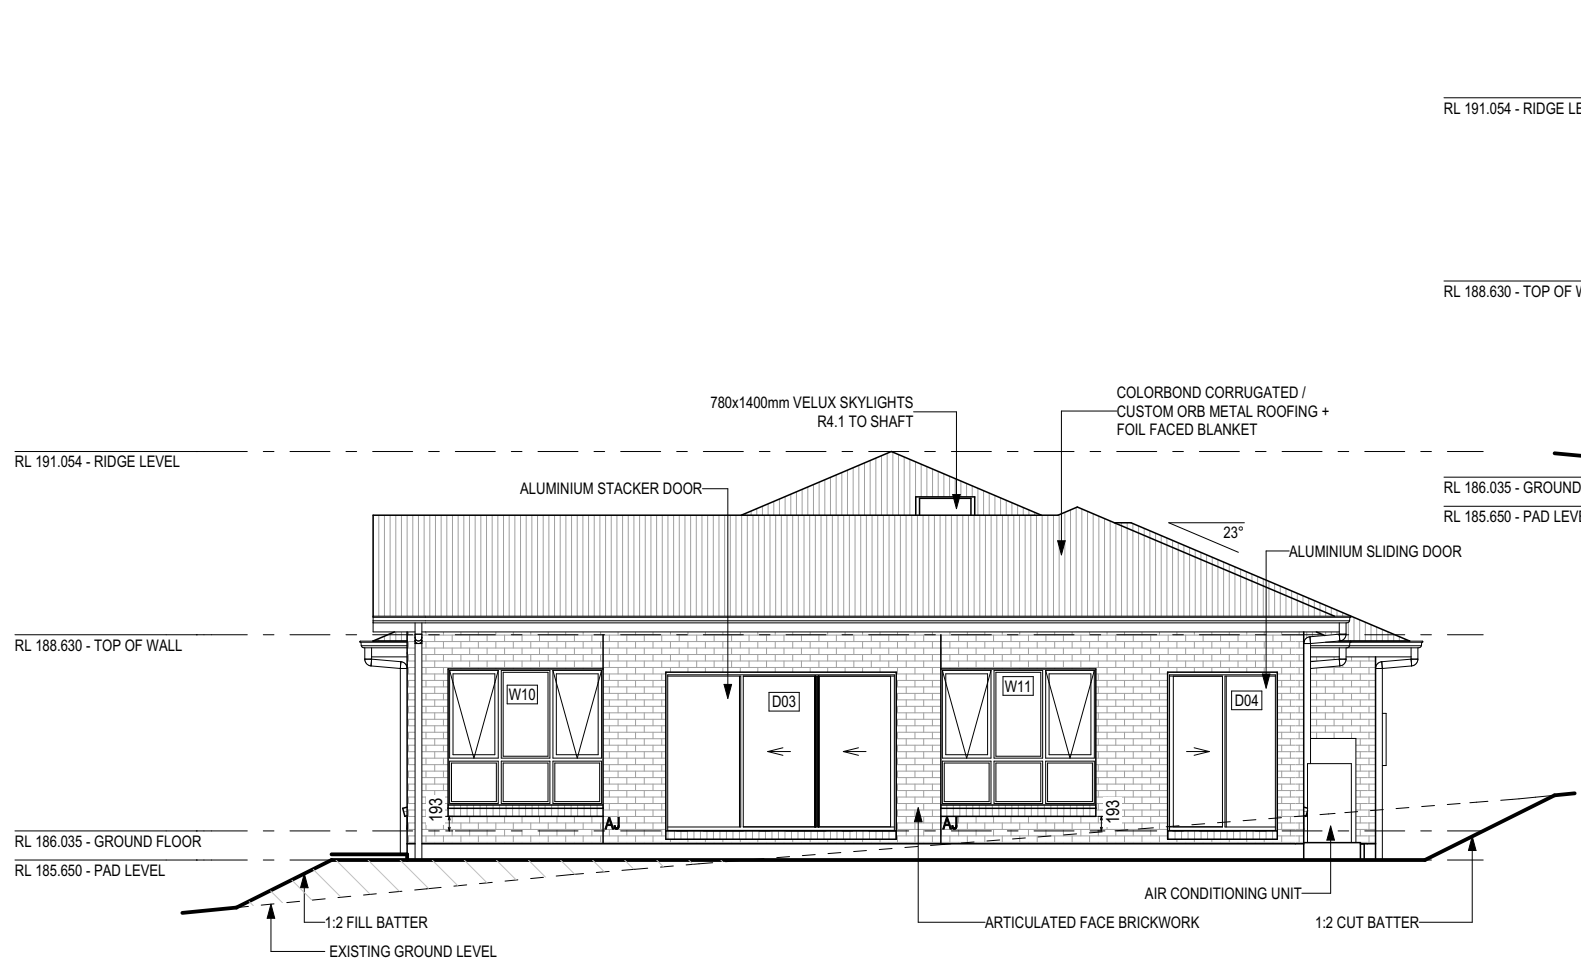 RL 191.054 - RIDGE LE
RL 188.630 - TOP OF
780x1400mm VELUX SKYLIGHTS
R4.1 TO SHAFT
COLORBOND CORRUGATED /
CUSTOM ORB METAL ROOFING +
FOIL FACED BLANKET
RL 191.054 - RIDGE LEVEL
ALUMINIUM STACKER DOOR
RL 186.035 - GROUND
RL 185.650 - PAD LEVE
23°
ALUMINIUM SLIDING DOOR
RL 188.630 - TOP OF WALL
W10
D03
W11
D04
193
AJ
AJ
193
RL 186.035 - GROUND FLOOR
RL 185.650 - PAD LEVEL
AIR CONDITIONING UNIT
1:2 FILL BATTER
ARTICULATED FACE BRICKWORK
1:2 CUT BATTER
EXISTING GROUND LEVEL